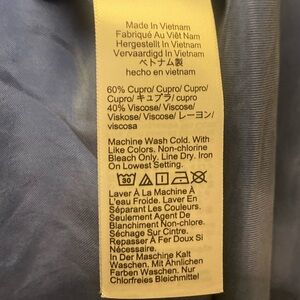 Made In Vietnam
Fabriqué Au Viêt Nam
Hergestellt In Vietnam
Vervaardigd In Vietnam
ベトナム製
hecho en vietnam
60% Cupro/ Cupro/ Cupro/
Cupro/ キュプラ/ cupro
40% Viscose/ Viscose/
Viskose/ Viscose/ レーヨン/
viscosa
Machine Wash Cold. With
Like Colors. Non-chlorine
Bleach Only. Line Dry. Iron
On Lowest Setting.
30
Laver À La Machine À
L'eau Froide. Laver En
Séparant Les Couleurs.
Seulement Agent De
Blanchiment Non-chlore.
Séchage Sur Cintre.
Repasser À Fer Doux Si
Nécessaire.
In Der Maschine Kalt
Waschen. Mit Ähnlichen
Farben Waschen. Nur
Chlorfreies Bleichmittel